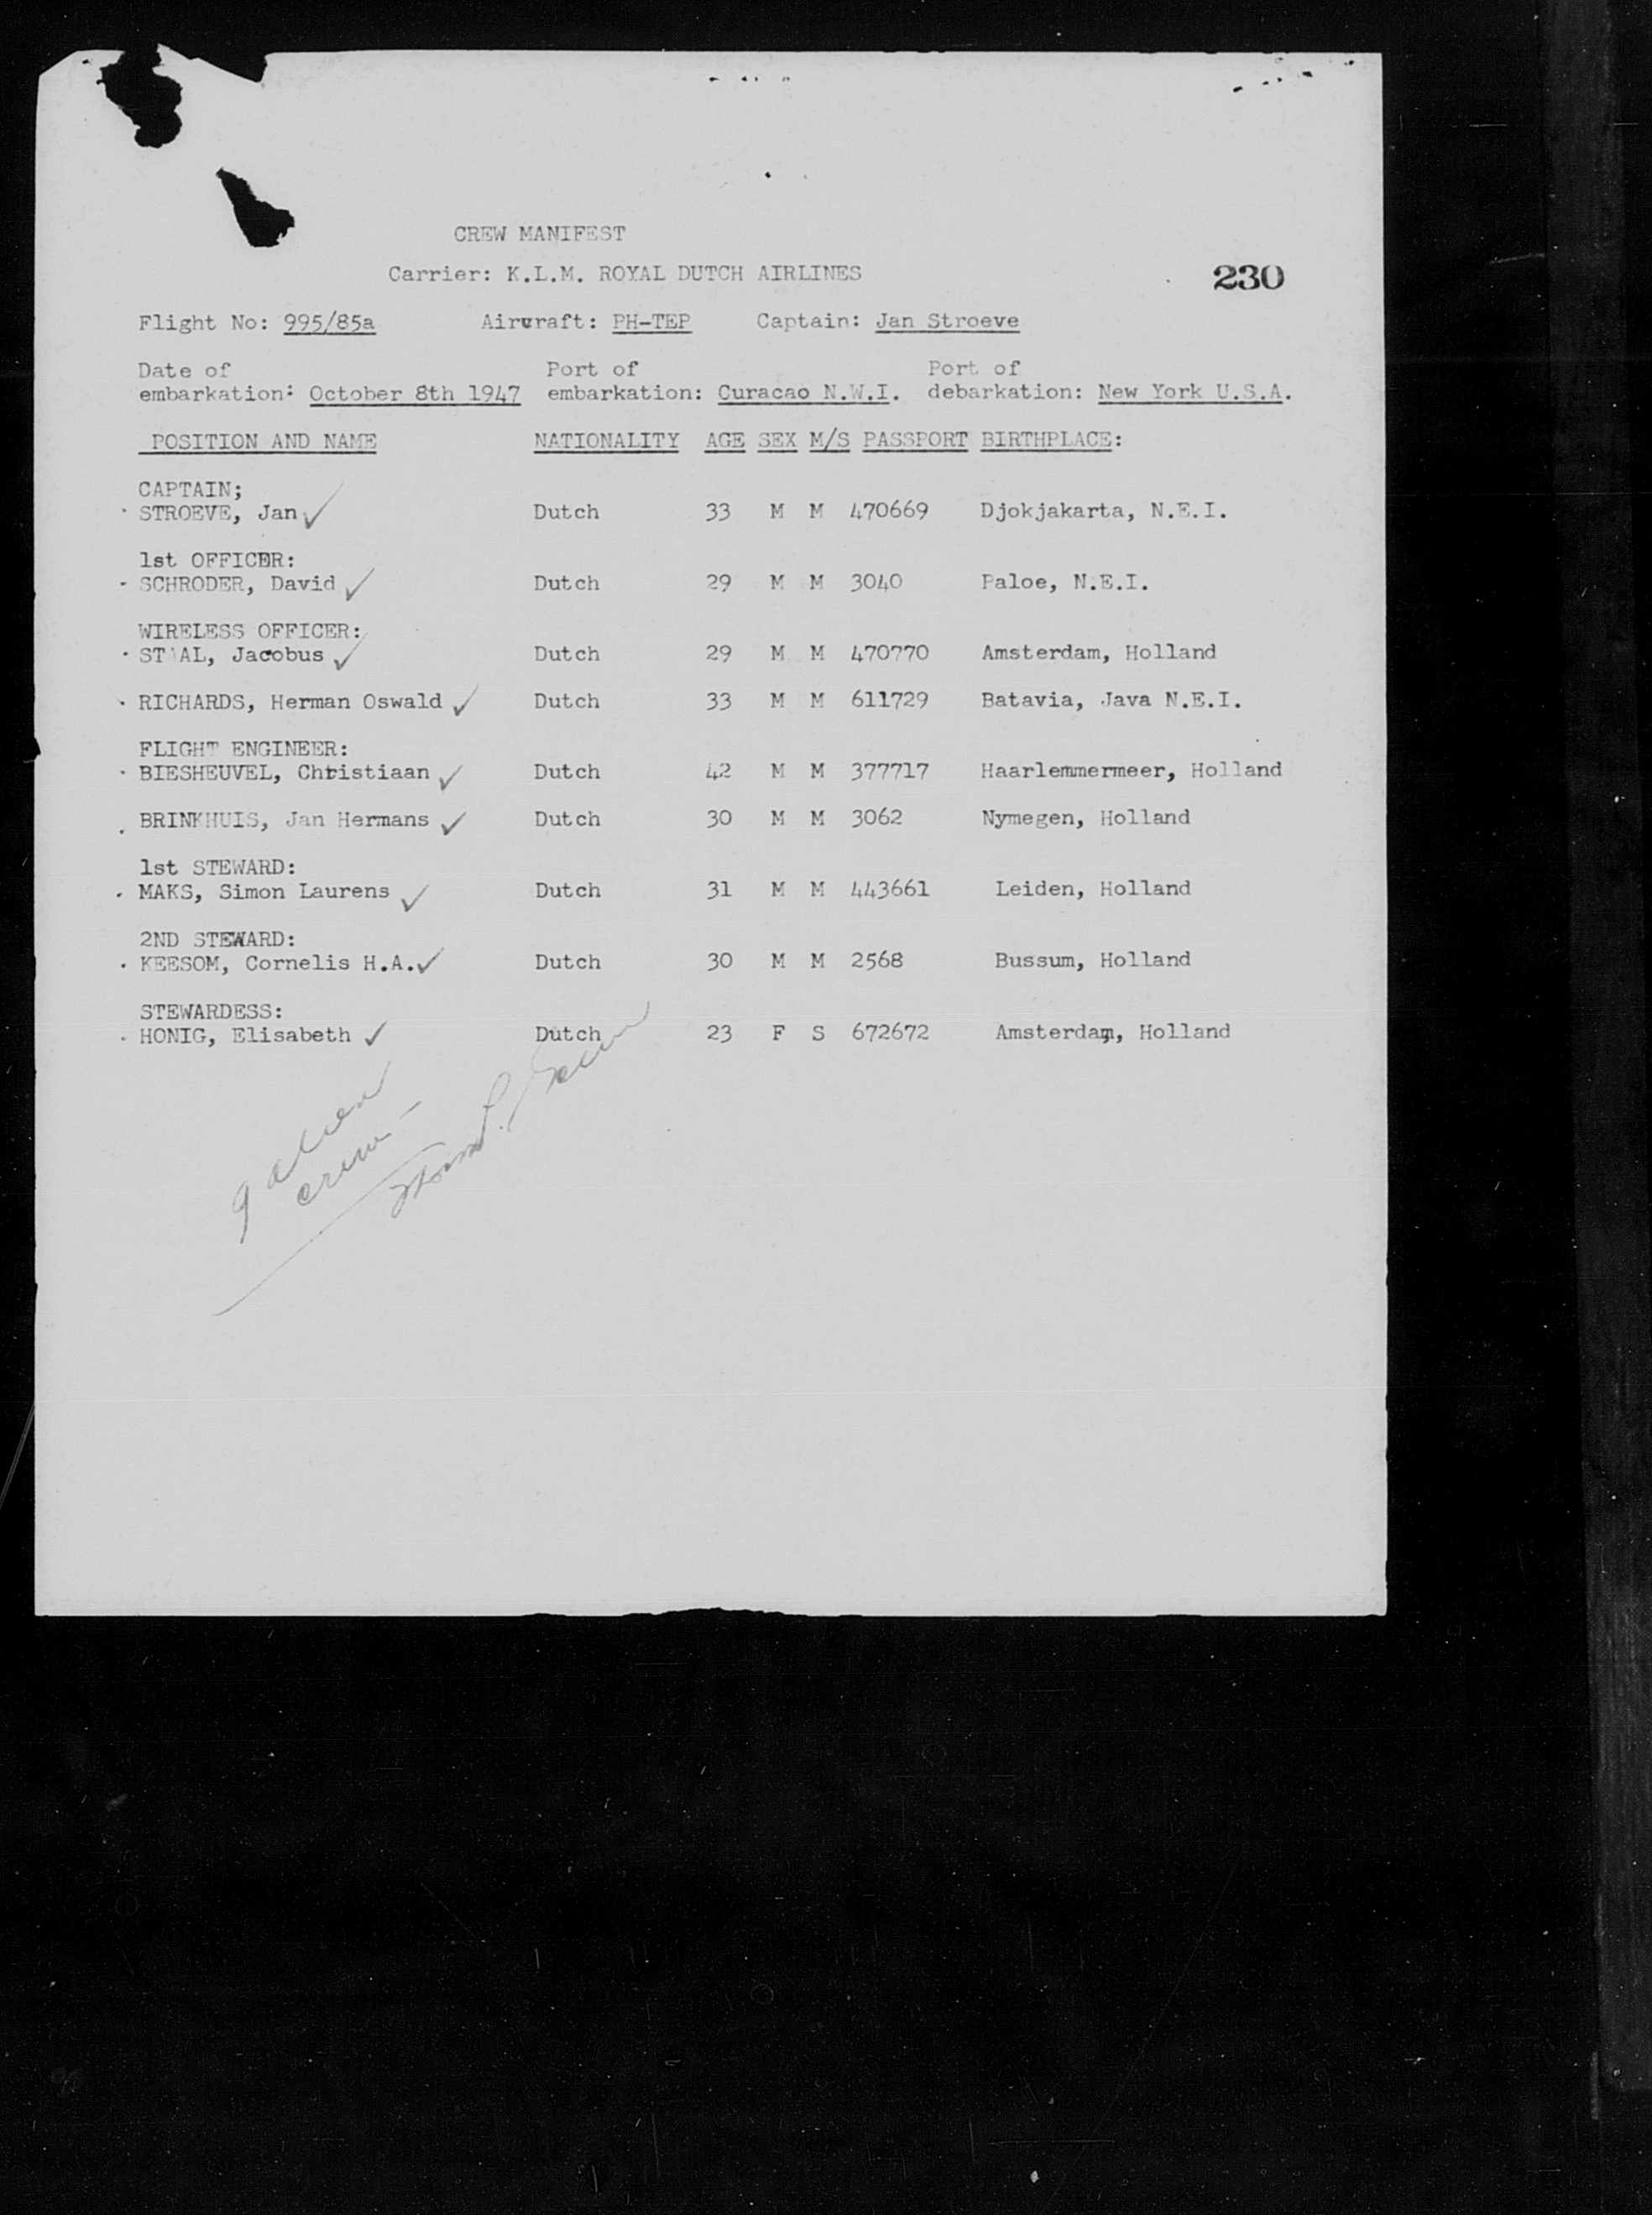 CREW MANIFEST
Carrier: K.L.M. ROYAL DUTCH AIRLINES
230
Flight No: 995/85a Aircraft: PH-TEP Captain: Jan Stroeve
Date of Port of Port of
embarkation: October 8th 1947 embarkation: Curacao N.W.I. debarkation: New York U.S.A.
POSITION AND NAME NATIONALITY AGE SEX M/S PASSPORT BIRTHPLACE:
CAPTAIN;
STROEVE, Jan ✓ Dutch 33 M M 470669 Djokjakarta, N.E.I.
1st OFFICER:
SCHRODER, David ✓ Dutch 29 M M 3040 Paloe, N.E.I.
WIRELESS OFFICER:
STAAL, Jacobus ✓ Dutch 29 M M 470770 Amsterdam, Holland
RICHARDS, Herman Oswald ✓ Dutch 33 M M 611729 Batavia, Java N.E.I.
FLIGHT ENGINEER:
BIESHEUVEL, Christiaan ✓ Dutch 42 M M 377717 Haarlemmermeer, Holland
BRINKHUIS, Jan Hermans ✓ Dutch 30 M M 3062 Nymegen, Holland
1st STEWARD:
MAKS, Simon Laurens ✓ Dutch 31 M M 443661 Leiden, Holland
2ND STEWARD:
KEESOM, Cornelis H.A. ✓ Dutch 30 M M 2568 Bussum, Holland
STEWARDESS:
HONIG, Elisabeth ✓ Dutch 23 F S 672672 Amsterdam, Holland
9 alien
crew